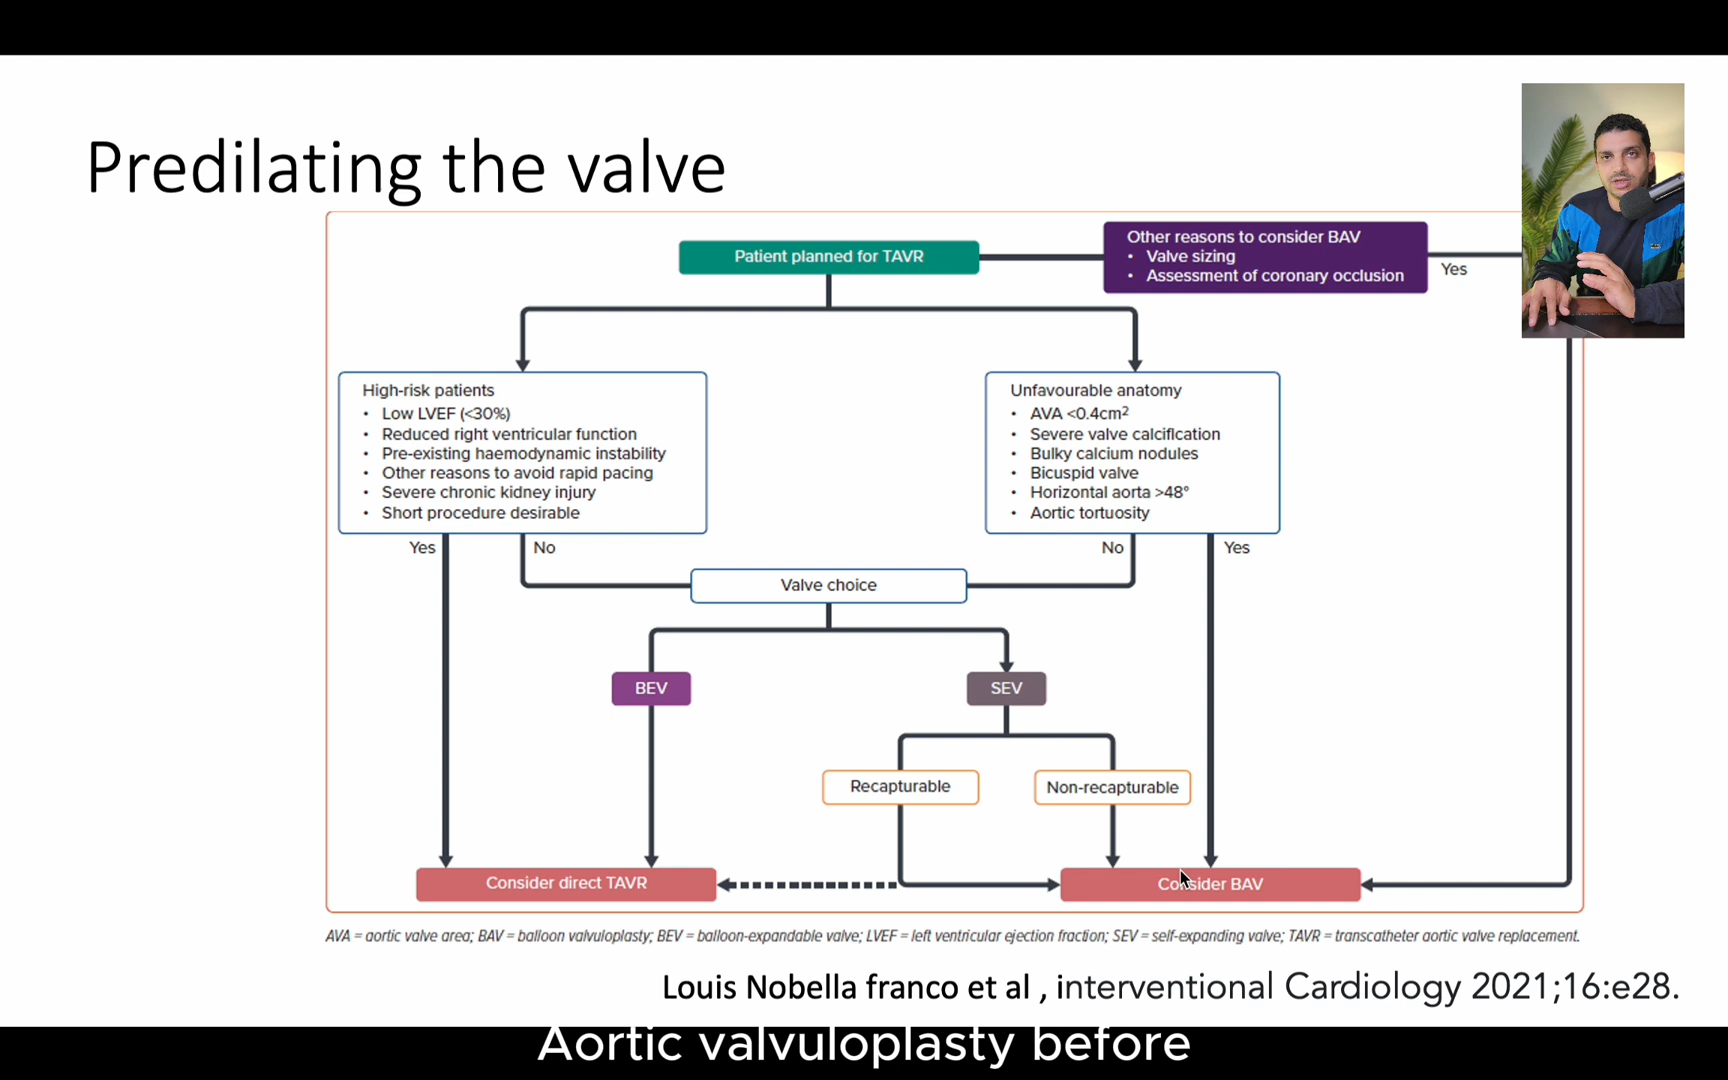 Predilating the valve
Patient planned for TAVR
Other reasons to consider BAV
• Valve sizing
• Assessment of coronary occlusion
Yes
High-risk patients
• Low LVEF (<30%)
• Reduced right ventricular function
• Pre-existing haemodynamic instability
• Other reasons to avoid rapid pacing
• Severe chronic kidney injury
• Short procedure desirable
Unfavourable anatomy
• AVA <0.4cm²
• Severe valve calcification
• Bulky calcium nodules
• Bicuspid valve
• Horizontal aorta >48°
• Aortic tortuosity
Yes
No
No
Yes
Valve choice
BEV
SEV
Recapturable
Non-recapturable
Consider direct TAVR
Consider BAV
AVA = aortic valve area; BAV = balloon valvuloplasty; BEV = balloon-expandable valve; LVEF = left ventricular ejection fraction; SEV = self-expanding valve; TAVR = transcatheter aortic valve replacement.
Louis Nobella franco et al , interventional Cardiology 2021;16:e28.
Aortic valvuloplasty before